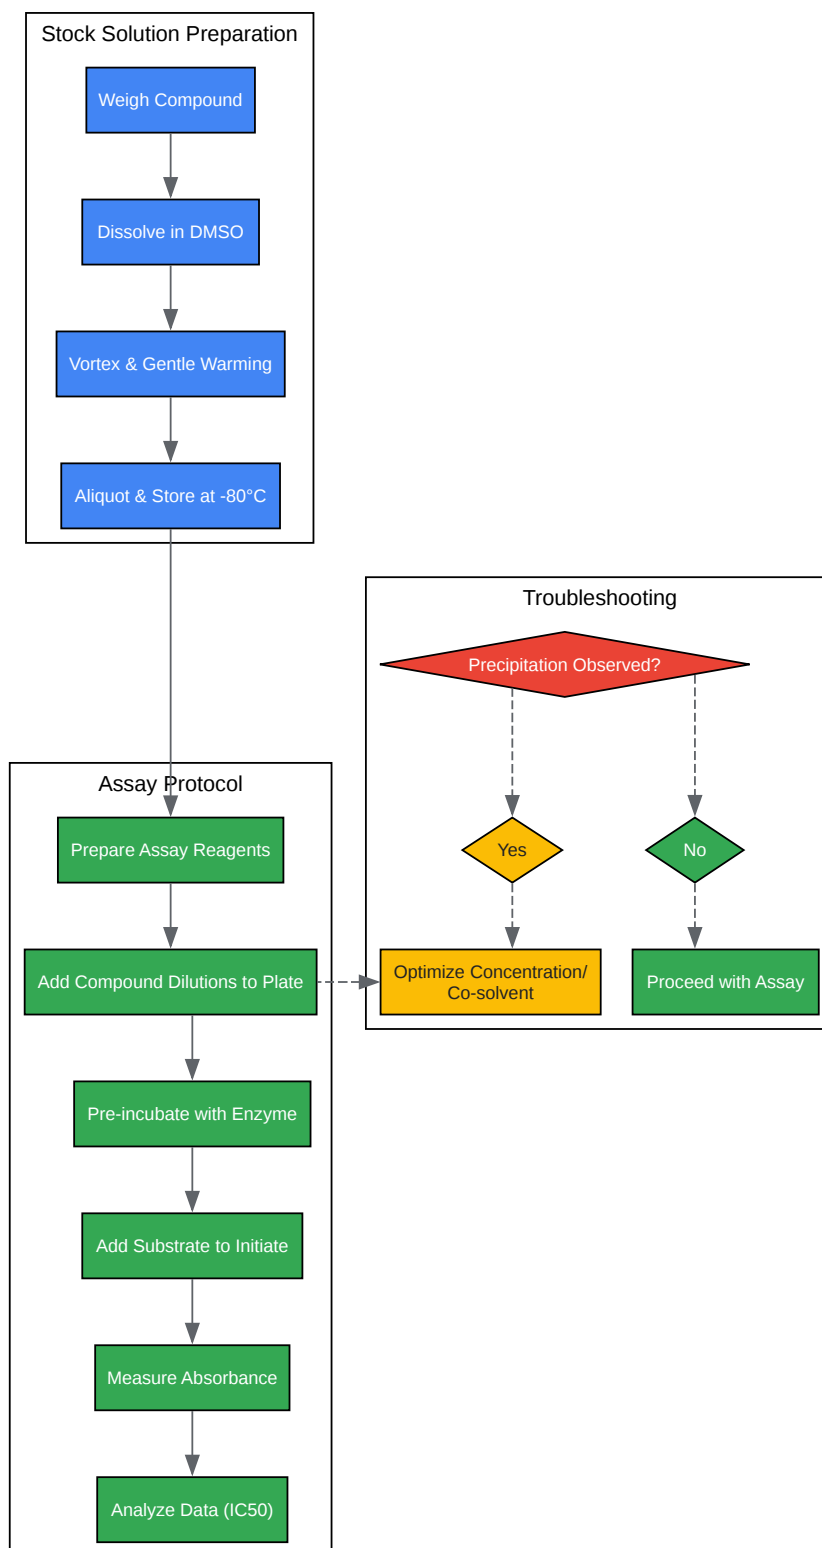 Stock Solution Preparation
Weigh Compound
Dissolve in DMSO
Vortex & Gentle Warming
Aliquot & Store at -80°C
Troubleshooting
Precipitation Observed?
Yes
No
Optimize Concentration/
Co-solvent
Proceed with Assay
Assay Protocol
Prepare Assay Reagents
Add Compound Dilutions to Plate
Pre-incubate with Enzyme
Add Substrate to Initiate
Measure Absorbance
Analyze Data (IC50)